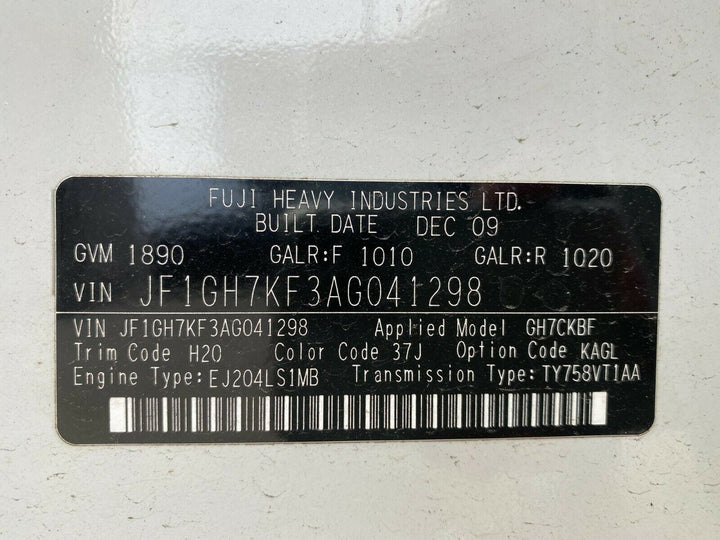 FUJI HEAVY INDUSTRIES LTD.
BUILT DATE DEC 09
GVM 1890 GALR:F 1010 GALR:R 1020
VIN JF1GH7KF3AG041298
VIN JF1GH7KF3AG041298 Applied Model GH7CKBF
Trim Code H20 Color Code 37J Option Code KAGL
Engine Type:EJ204LS1MB Transmission Type:TY758VT1AA